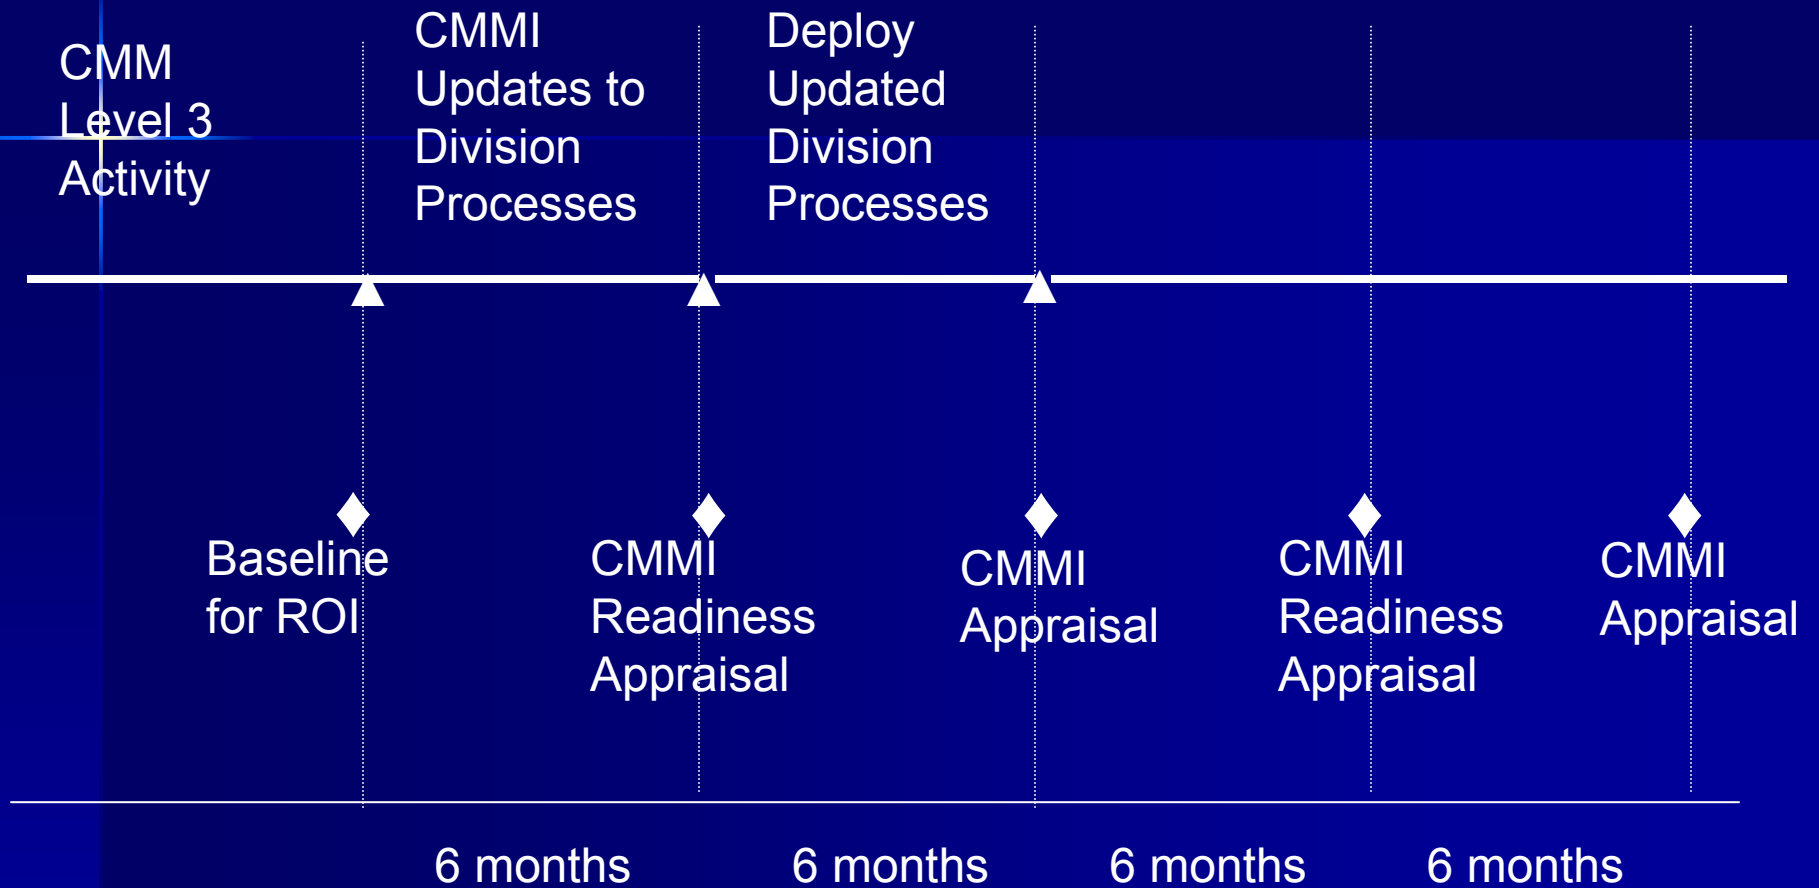 CMM
Level 3
Activity
CMMI
Updates to
Division
Processes
Deploy
Updated
Division
Processes
Baseline
for ROI
CMMI
Readiness
Appraisal
CMMI
Appraisal
CMMI
Readiness
Appraisal
CMMI
Appraisal
6 months
6 months
6 months
6 months